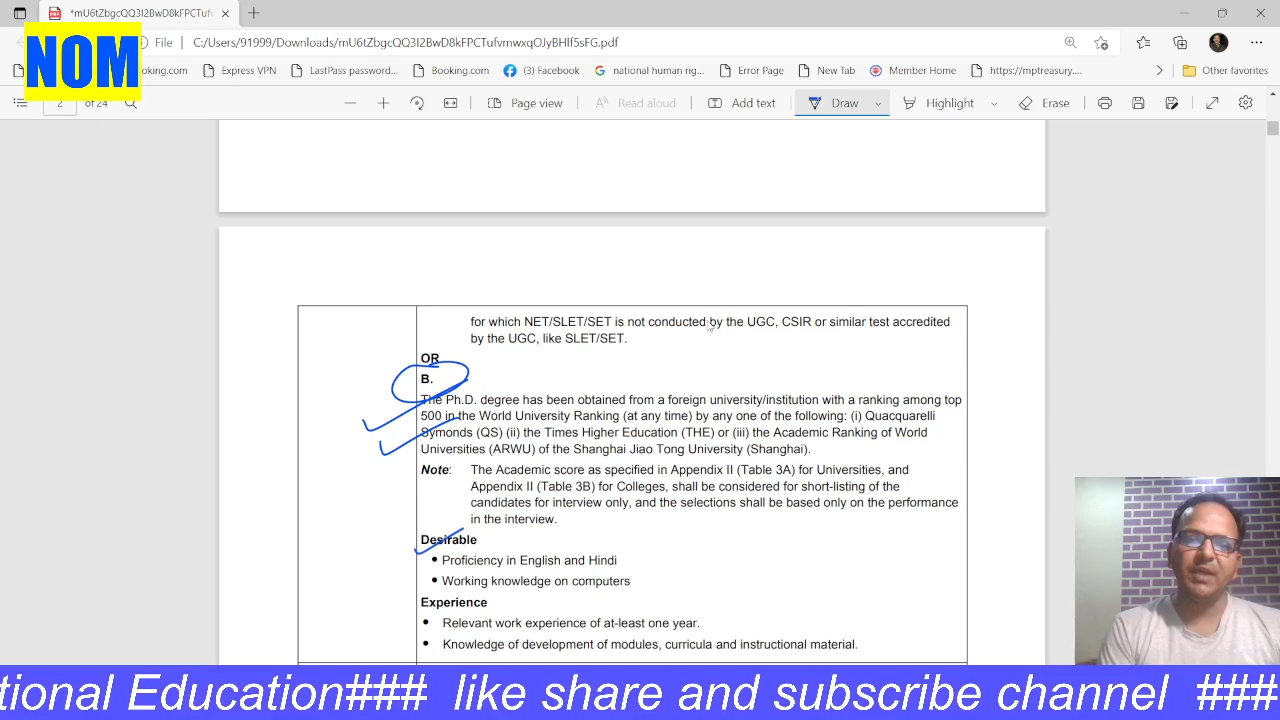 *mU6tZbgcQQ3I2BwD8kFPCTufvr
NOM
File
C:/Users/91999/Downloads/mU6tZbgcQQ3I2BwD8kFPCTufvmwxqOJyBHlf5sFG.pdf
ooking.com
Express VPN
LastPass password...
Booking.com
(3) Facebook
national human rig...
Error Page
New Tab
Member Home
https://mptreasury....
Other favorites
2
of 24
Page view
Read aloud
Add text
Draw
Highlight
Erase
for which NET/SLET/SET is not conducted by the UGC, CSIR or similar test accredited
by the UGC, like SLET/SET.
OR
B.
The Ph.D. degree has been obtained from a foreign university/institution with a ranking among top
500 in the World University Ranking (at any time) by any one of the following: (i) Quacquarelli
Symonds (QS) (ii) the Times Higher Education (THE) or (iii) the Academic Ranking of World
Universities (ARWU) of the Shanghai Jiao Tong University (Shanghai).
Note: The Academic score as specified in Appendix II (Table 3A) for Universities, and
Appendix II (Table 3B) for Colleges, shall be considered for short-listing of the
candidates for interview only, and the selections shall be based only on the performance
in the interview.
Desirable
• Proficiency in English and Hindi
• Working knowledge on computers
Experience
• Relevant work experience of at-least one year.
• Knowledge of development of modules, curricula and instructional material.
tional Education### like share and subscribe channel ###